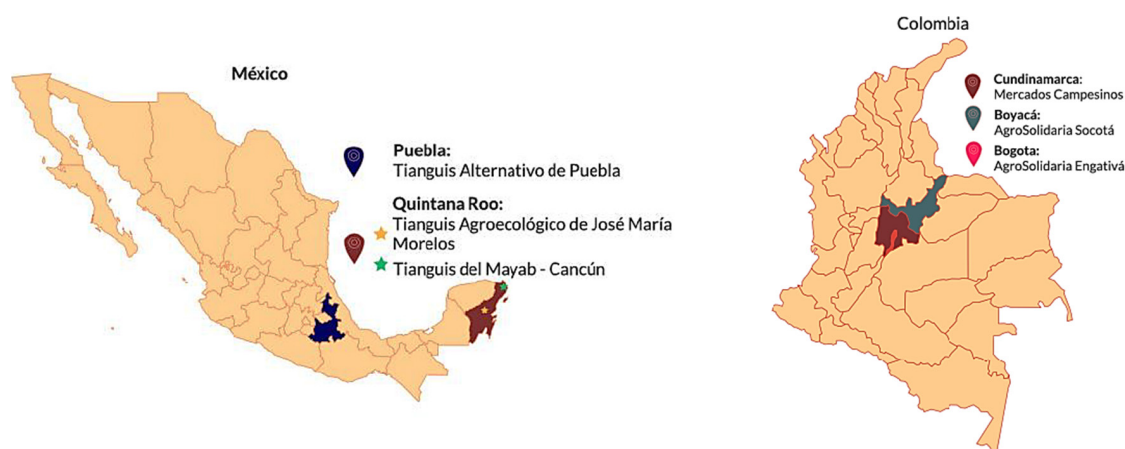 México
Puebla:
Tianguis Alternativo de Puebla
Quintana Roo:
Tianguis Agroecológico de José María
Morelos
Tianguis del Mayab - Cancún
Colombia
Cundinamarca:
Mercados Campesinos
Boyacá:
AgroSolidaria Socotá
Bogota:
AgroSolidaria Engativá